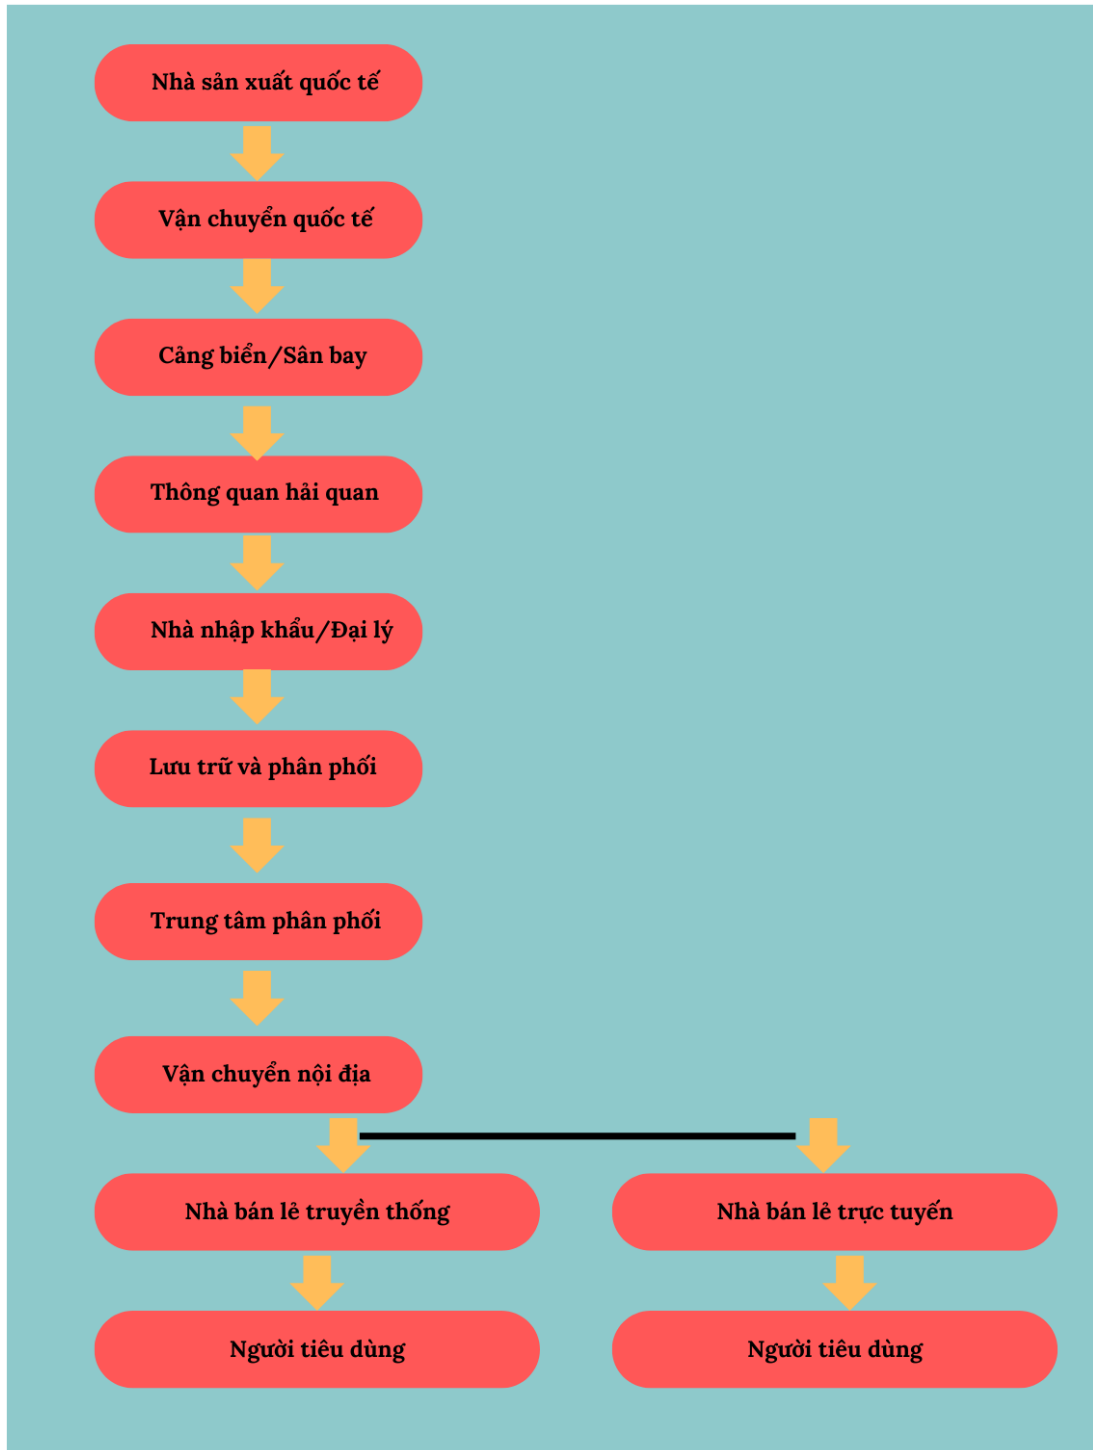 Nhà sản xuất quốc tế
Vận chuyển quốc tế
Cảng biển/Sân bay
Thông quan hải quan
Nhà nhập khẩu/Đại lý
Lưu trữ và phân phối
Trung tâm phân phối
Vận chuyển nội địa
Nhà bán lẻ truyền thống
Nhà bán lẻ trực tuyến
Người tiêu dùng
Người tiêu dùng